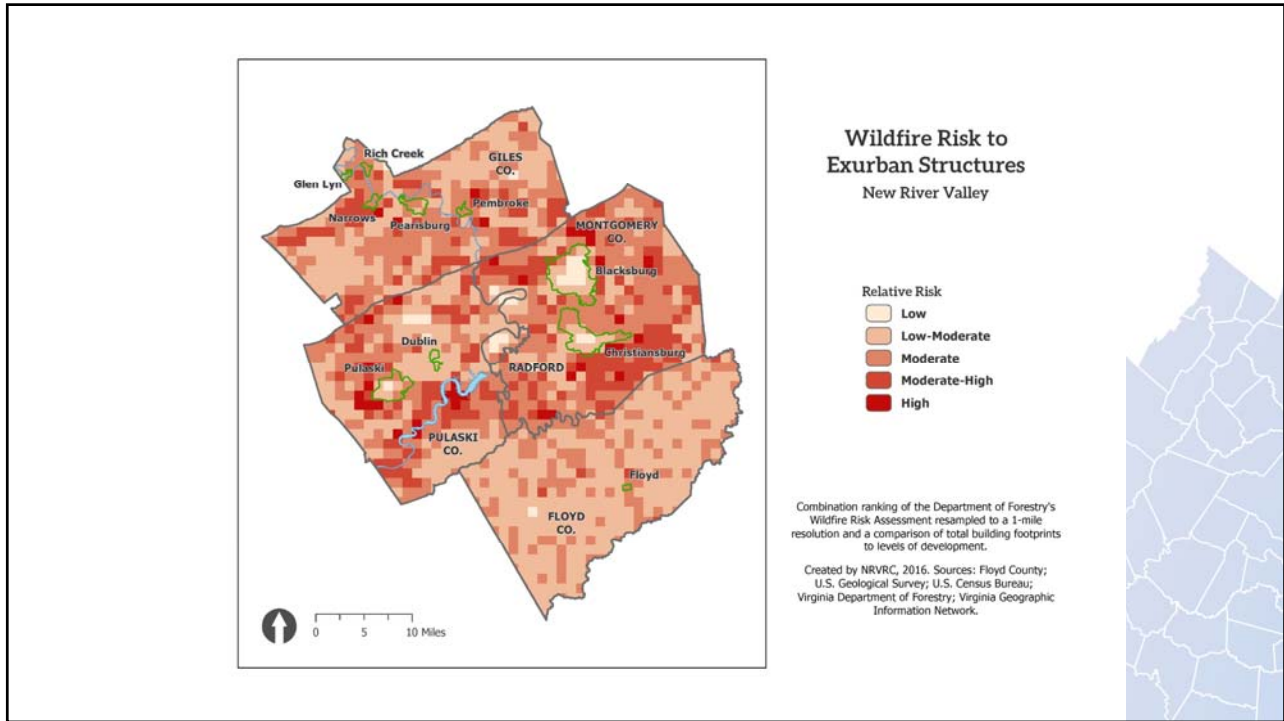 Wildfire Risk to
Exurban Structures
New River Valley
Rich Creek
GILES
CO.
Glen Lyn
Narrows
Pembroke
Pearisburg
MONTGOMERY
CO.
Blacksburg
Dublin
Christiansburg
Pulaski
RADFORD
PULASKI
CO.
Floyd
FLOYD
CO.
0 5 10 Miles
Relative Risk
Low
Low-Moderate
Moderate
Moderate-High
High
Combination ranking of the Department of Forestry's
Wildfire Risk Assessment resampled to a 1-mile
resolution and a comparison of total building footprints
to levels of development.
Created by NRVRC, 2016. Sources: Floyd County;
U.S. Geological Survey; U.S. Census Bureau;
Virginia Department of Forestry; Virginia Geographic
Information Network.